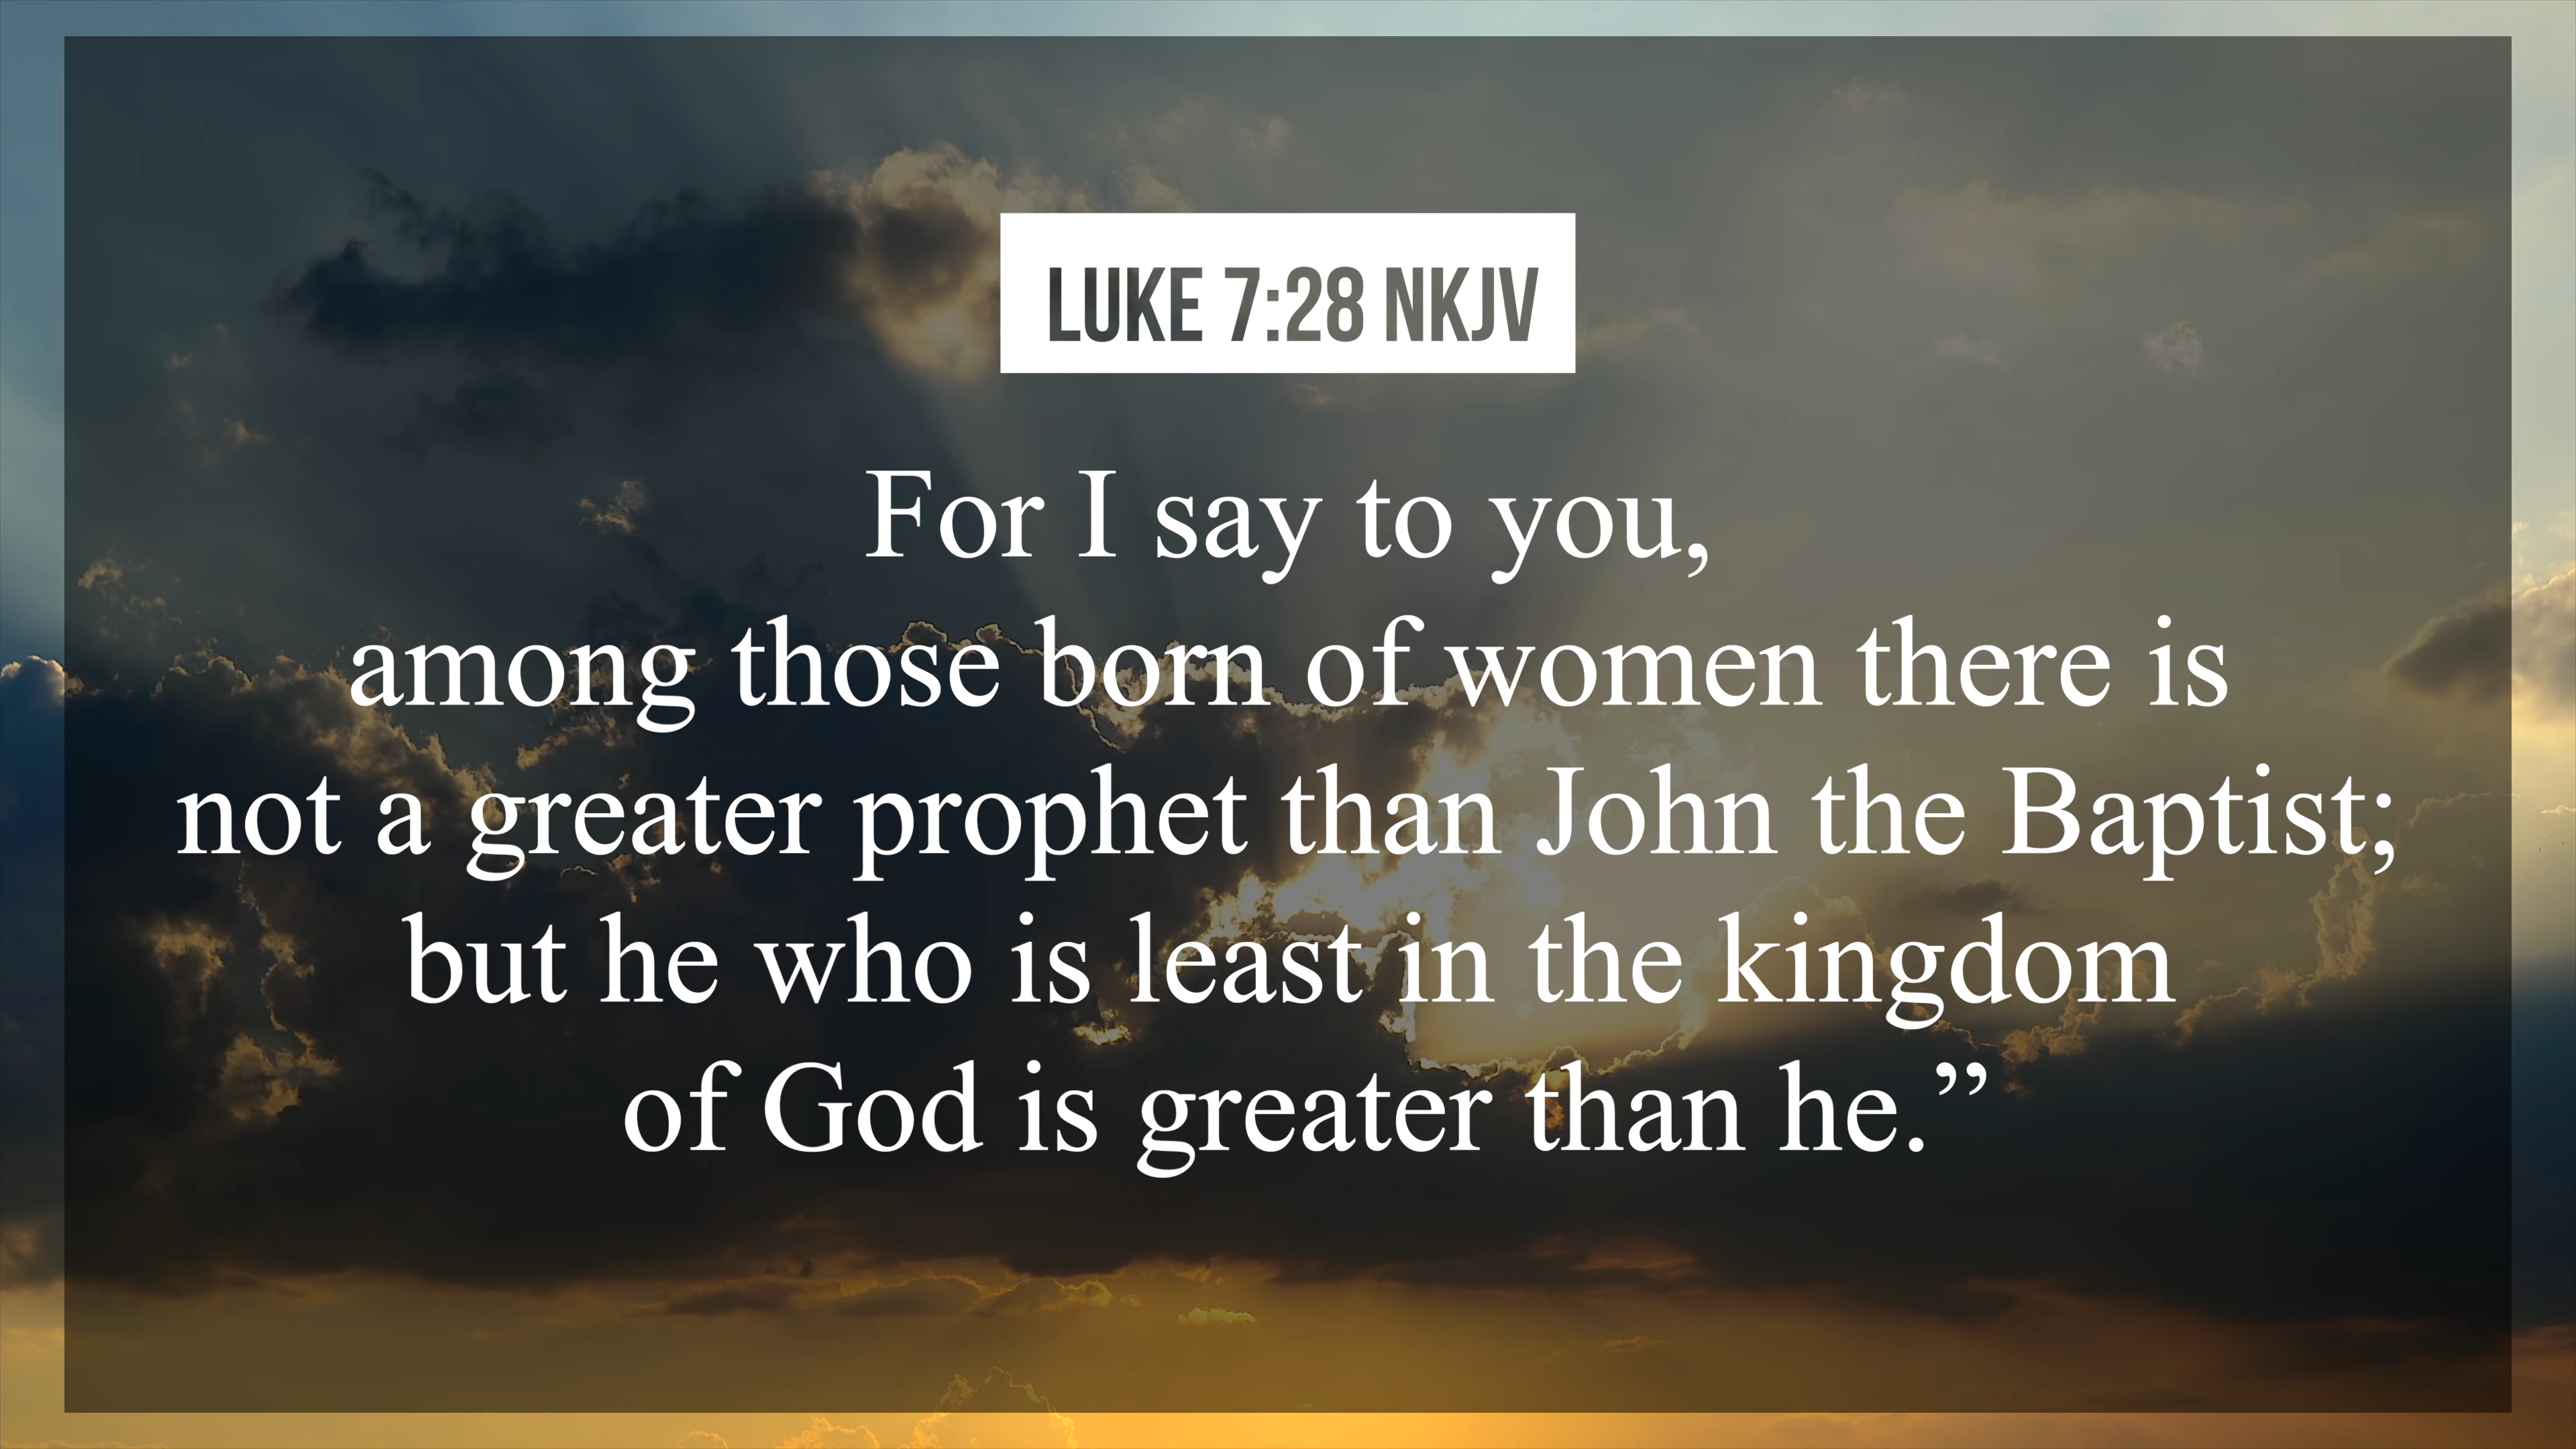 LUKE 7:28 NKJV
For I say to you,
among those born of women there is
not a greater prophet than John the Baptist;
but he who is least in the kingdom
of God is greater than he.”